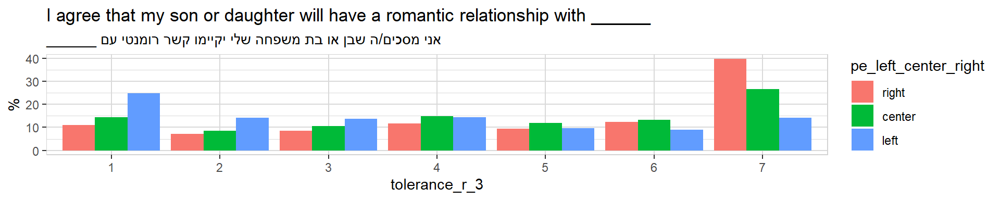 I agree that my son or daughter will have a romantic relationship with ______
אני מסכים/ה שבן או בת משפחה שלי יקיימו קשר רומנטי עם ______
%
40
30
20
10
0
1 2 3 4 5 6 7
tolerance_r_3
pe_left_center_right
right
center
left